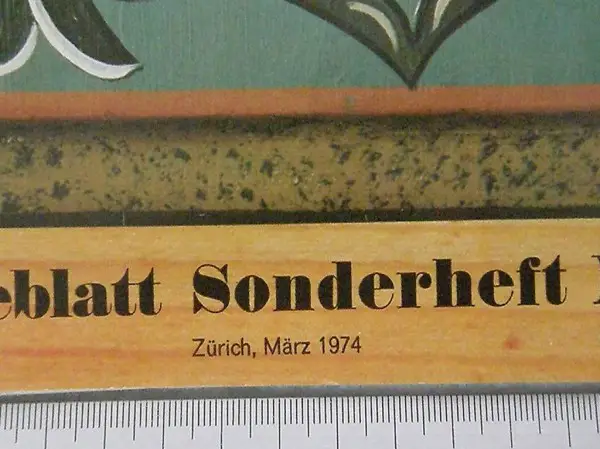 eblatt Sonderheft
Zürich, März 1974